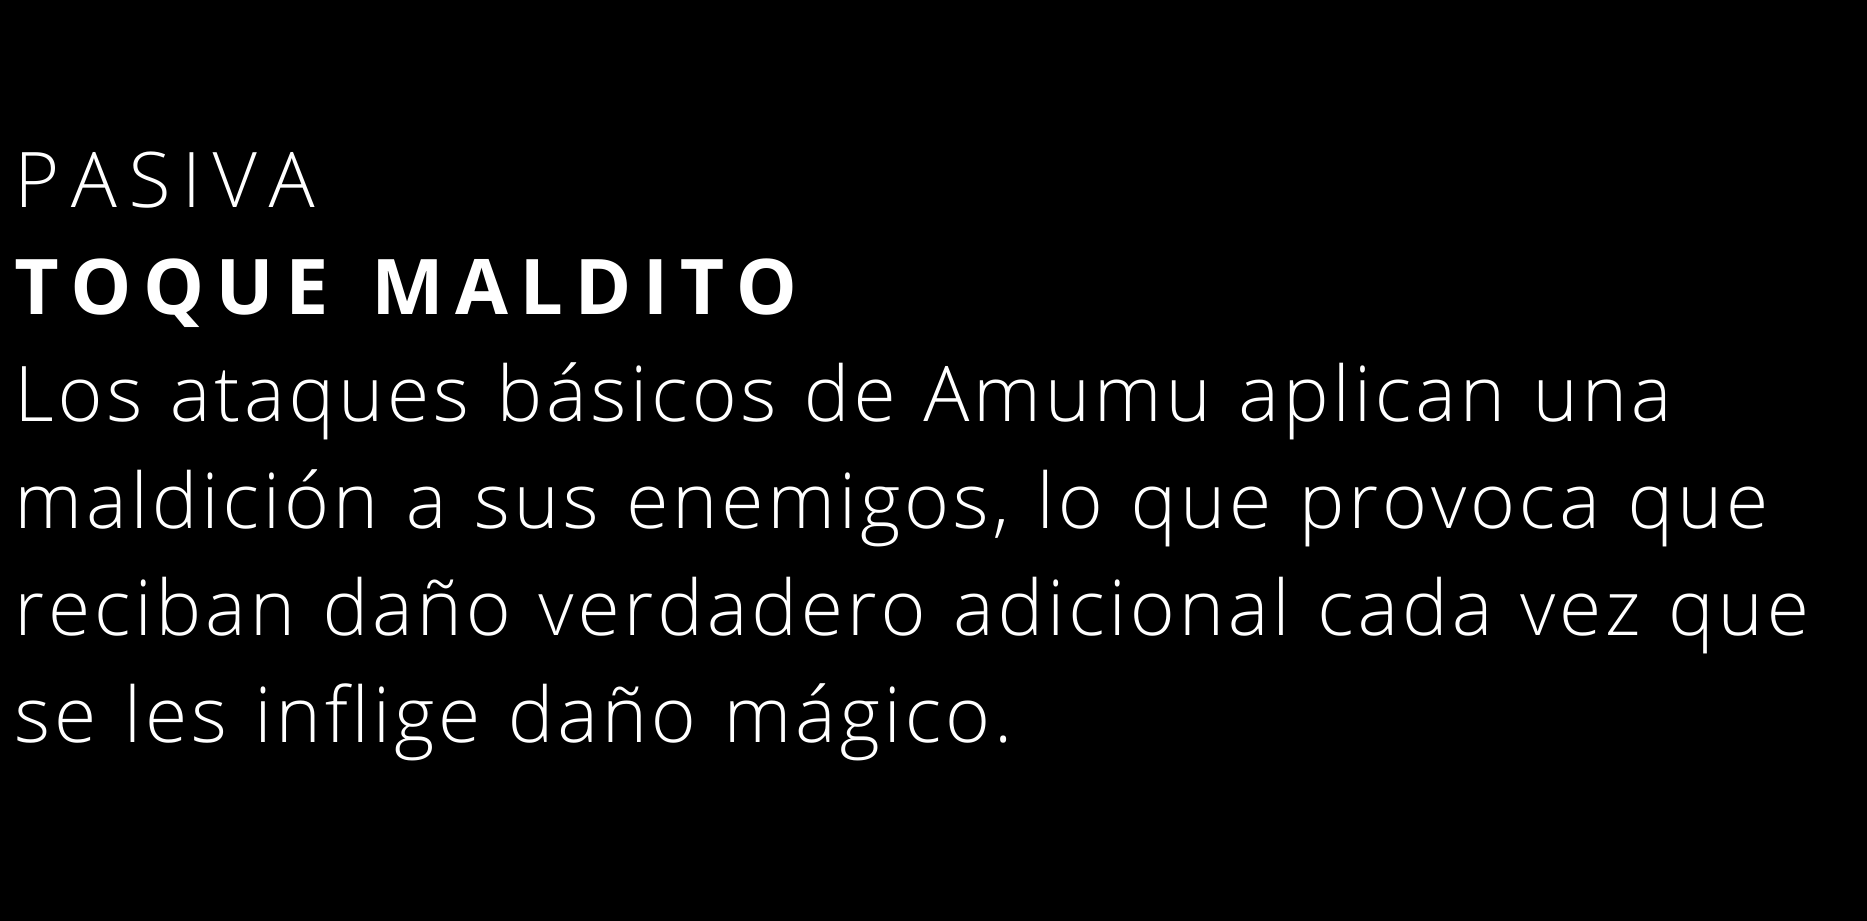 PASIVA
TOQUE MALDITO
Los ataques básicos de Amumu aplican una
maldición a sus enemigos, lo que provoca que
reciban daño verdadero adicional cada vez que
se les inflige daño mágico.